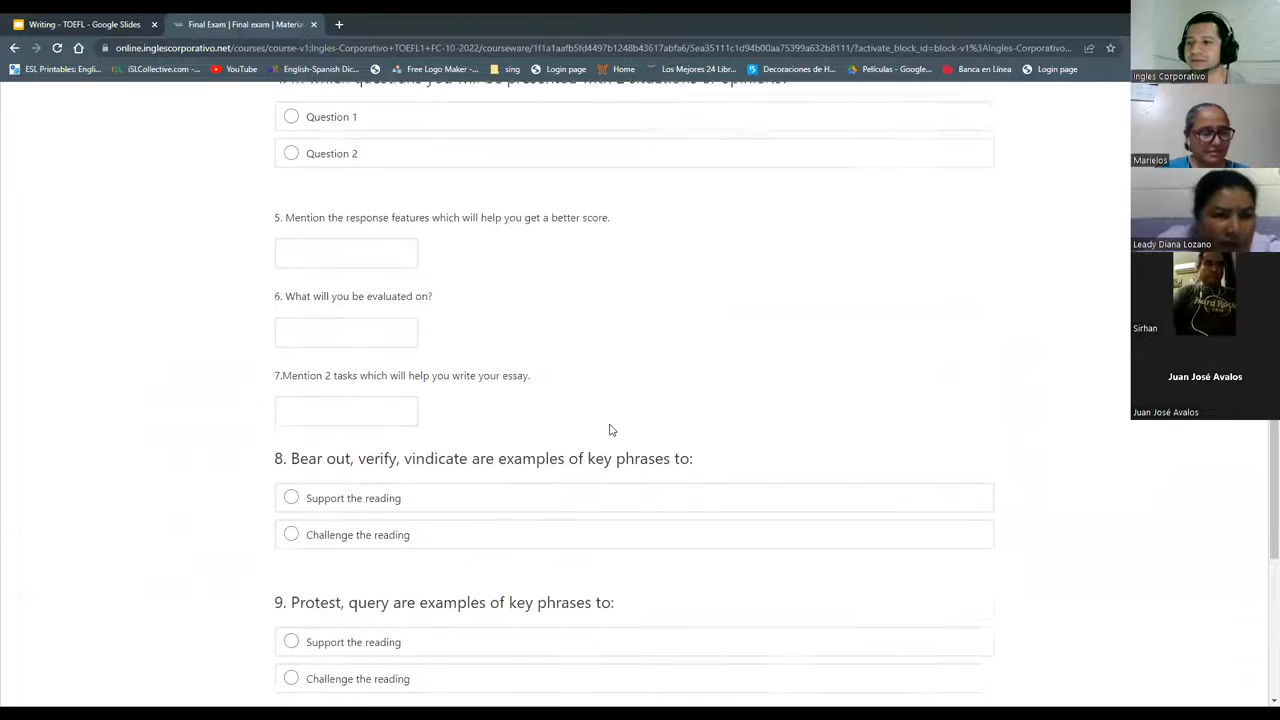 Writing - TOEFL - Google Slides
Final Exam | Final exam | Material
online.inglescorporativo.net/courses/course-v1:Ingles-Corporativo+TOEFL1+FC-10-2022/courseware/1f1a1aafb5fd4497b1248b43617abfa6/5ea35111c1d94b00aa75399a632b8111/?activate_block_id=block-v1%3AIngles-Corporativo...
ESL Printables: Engli...
iSLCollective.com -...
YouTube
English-Spanish Dic...
Free Logo Maker -...
sing
Login page
Home
Los Mejores 24 Libr...
Decoraciones de H...
Películas - Google...
Banca en Línea
Login page
Question 1
Question 2
5. Mention the response features which will help you get a better score.
6. What will you be evaluated on?
7.Mention 2 tasks which will help you write your essay.
8. Bear out, verify, vindicate are examples of key phrases to:
Support the reading
Challenge the reading
9. Protest, query are examples of key phrases to:
Support the reading
Challenge the reading
Ingles Corporativo
Marielos
Leady Diana Lozano
Sirhan
Juan José Avalos
Juan José Avalos